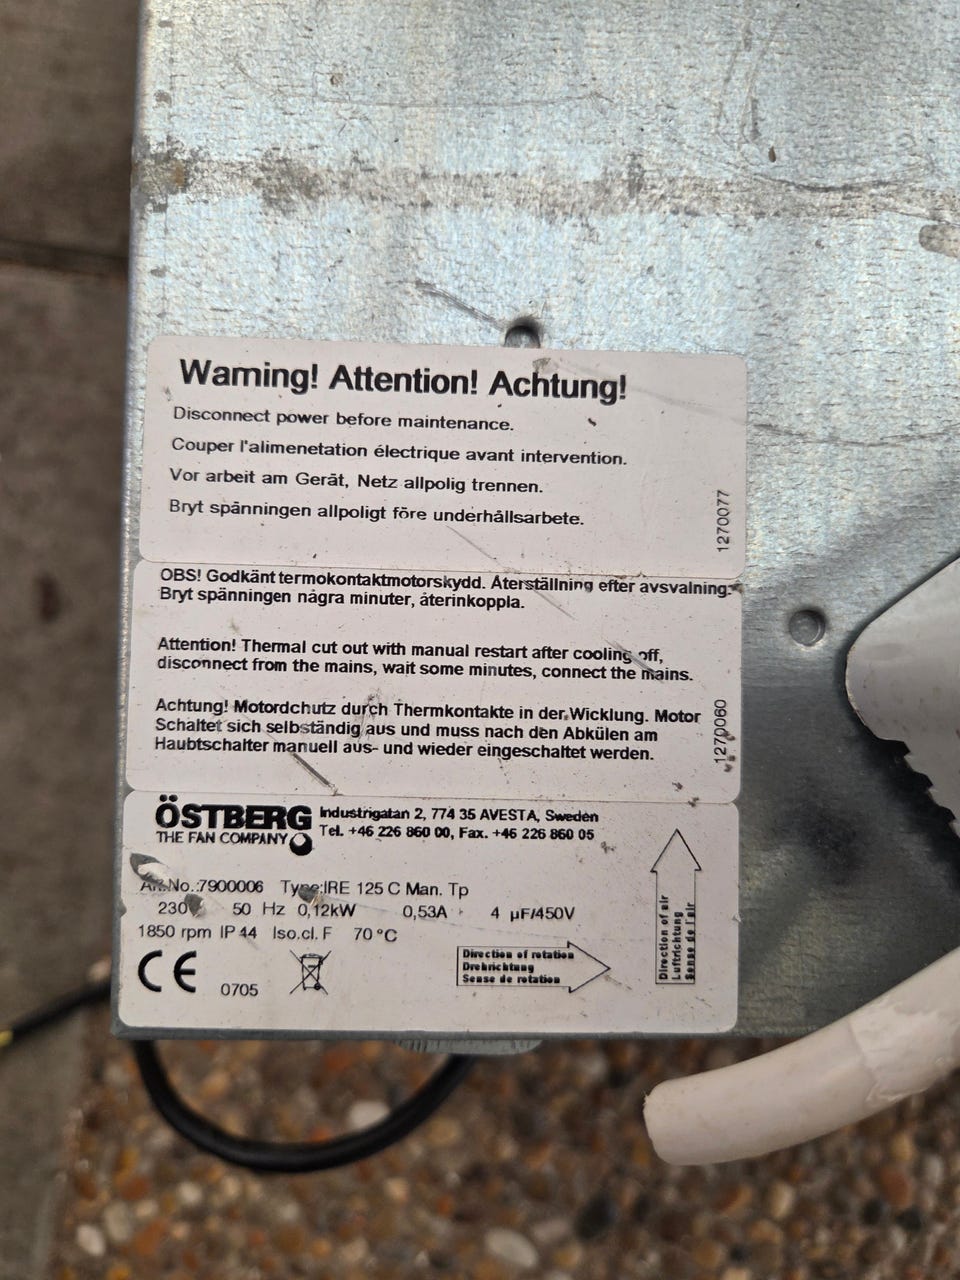 Warning! Attention! Achtung!
Disconnect power before maintenance.
Couper l'alimenetation électrique avant intervention.
Vor arbeit am Gerät, Netz allpolig trennen.
Bryt spänningen allpoligt före underhållsarbete.
1270077
OBS! Godkänt termokontaktmotorskydd. Återställning efter avsvalning.
Bryt spänningen några minuter, återinkoppla.
Attention! Thermal cut out with manual restart after cooling off,
disconnect from the mains, wait some minutes, connect the mains.
Achtung! Motordchutz durch Thermkontakte in der Wicklung. Motor
Schaltet sich selbständig aus und muss nach den Abkülen am
Haubtschalter manuell aus- und wieder eingeschaltet werden.
1270060
ÖSTBERG
THE FAN COMPANY
Industrigatan 2, 774 35 AVESTA, Sweden
Tel. +46 226 860 00, Fax. +46 226 860 05
Art.No.:7900006 Type:IRE 125 C Man. Tp
230V 50 Hz 0,12kW 0,53A 4 µF/450V
1850 rpm IP 44 Iso.cl. F 70 °C
CE
0705
Direction of rotation
Drehrichtung
Sense de rotation
Direction of air
Luftrichtung
Sense de l'air